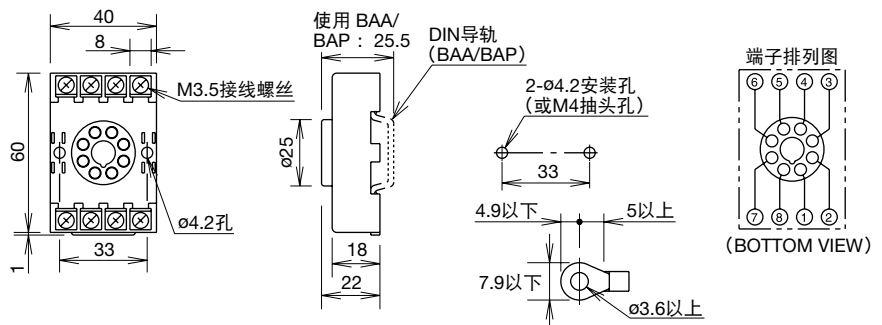 40
8
M3.5接线螺丝
60
ø4.2孔
33
1
使用 BAA/
BAP : 25.5
DIN导轨
(BAA/BAP)
ø25
18
22
2-ø4.2安装孔
(或M4抽头孔)
33
4.9以下
5以上
7.9以下
ø3.6以上
端子排列图
6 5 4 3
7 8 1 2
(BOTTOM VIEW)